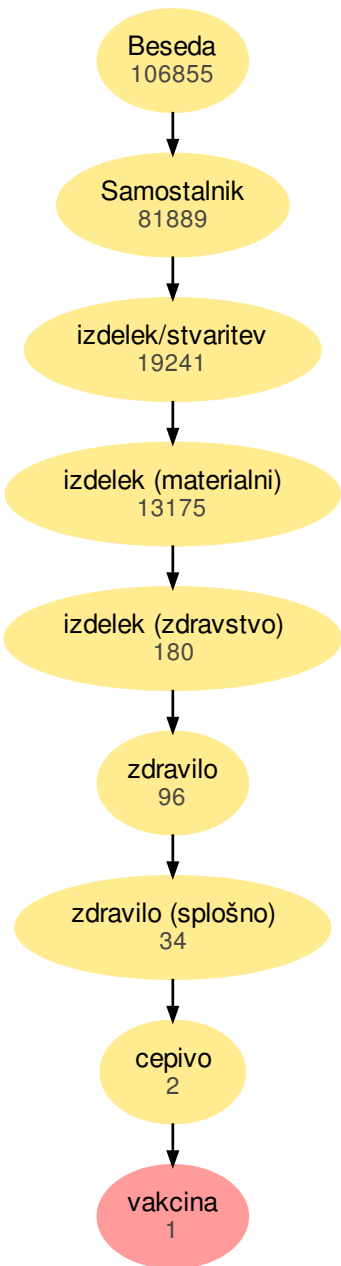 Beseda
106855
Samostalnik
81889
izdelek/stvaritev
19241
izdelek (materialni)
13175
izdelek (zdravstvo)
180
zdravilo
96
zdravilo (splošno)
34
cepivo
2
vakcina
1